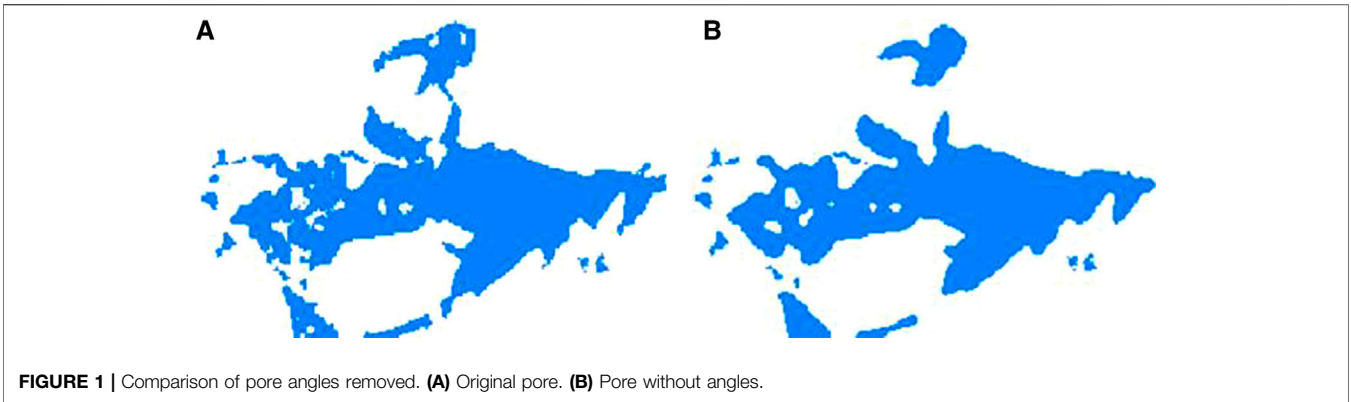 A
B
FIGURE 1 | Comparison of pore angles removed. (A) Original pore. (B) Pore without angles.